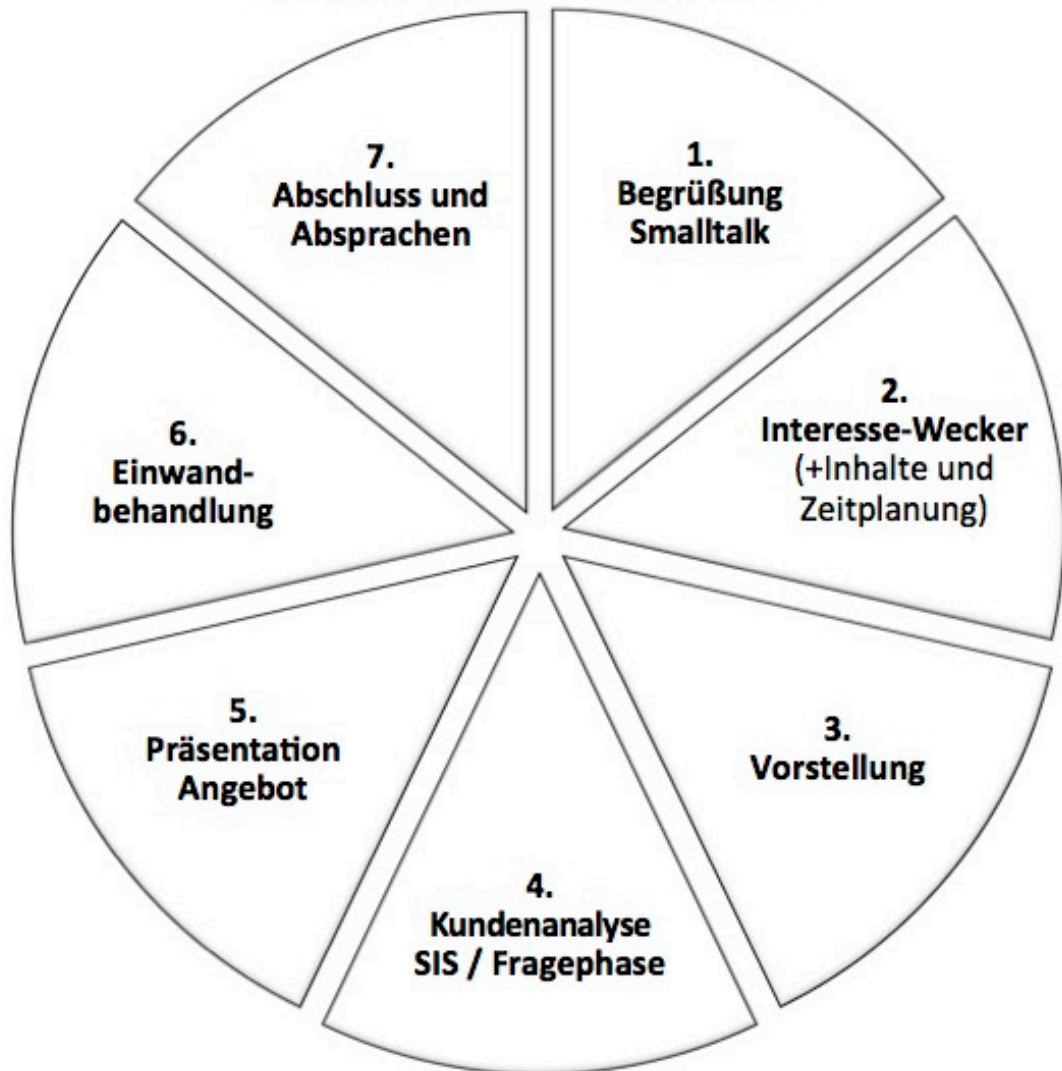 1.
Begrüßung
Smalltalk
2.
Interesse-Wecker
(+Inhalte und
Zeitplanung)
3.
Vorstellung
4.
Kundenanalyse
SIS / Fragephase
5.
Präsentation
Angebot
6.
Einwand-
behandlung
7.
Abschluss und
Absprachen